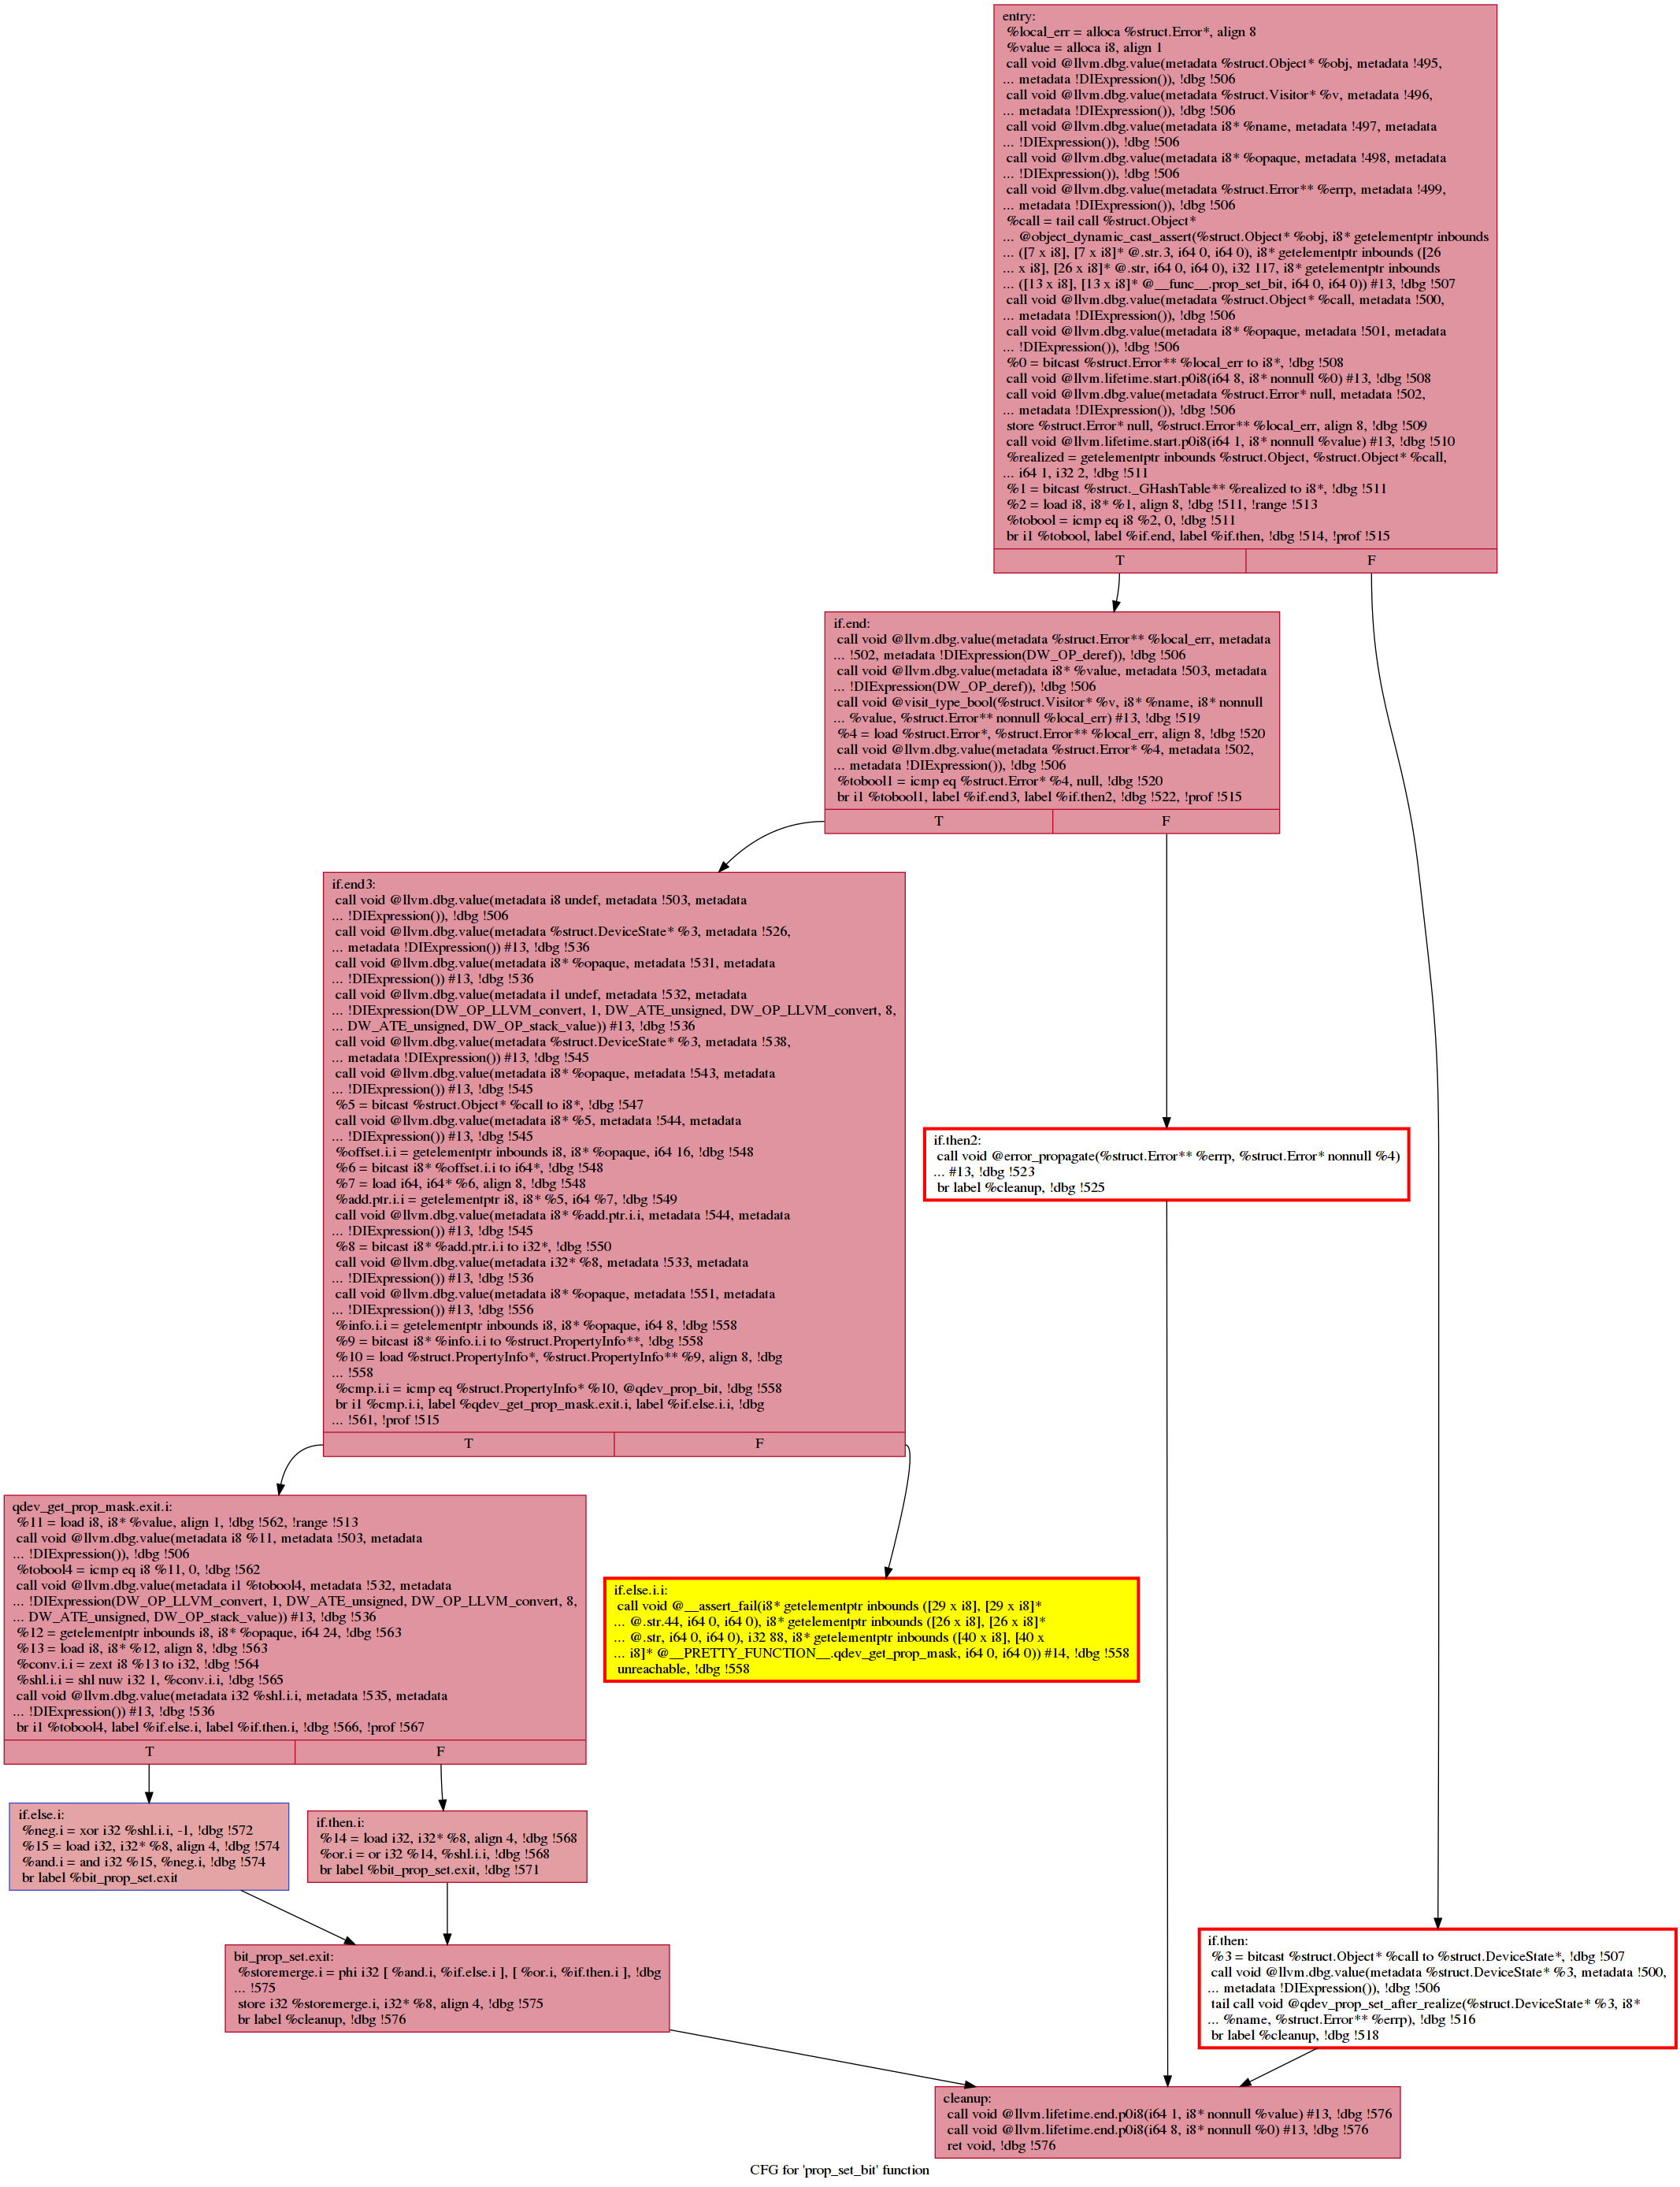 entry:
%local_err = alloca %struct.Error*, align 8
%value = alloca i8, align 1
call void @llvm.dbg.value(metadata %struct.Object* %obj, metadata !495,
... metadata !DIExpression()), !dbg !506
call void @llvm.dbg.value(metadata %struct.Visitor* %v, metadata !496,
... metadata !DIExpression()), !dbg !506
call void @llvm.dbg.value(metadata i8* %name, metadata !497, metadata
... !DIExpression()), !dbg !506
call void @llvm.dbg.value(metadata i8* %opaque, metadata !498, metadata
... !DIExpression()), !dbg !506
call void @llvm.dbg.value(metadata %struct.Error** %errp, metadata !499,
... metadata !DIExpression()), !dbg !506
%call = tail call %struct.Object*
... @object_dynamic_cast_assert(%struct.Object* %obj, i8* getelementptr inbounds
... ([7 x i8], [7 x i8]* @.str.3, i64 0, i64 0), i8* getelementptr inbounds ([26
... x i8], [26 x i8]* @.str, i64 0, i64 0), i32 117, i8* getelementptr inbounds
... ([13 x i8], [13 x i8]* @__func__.prop_set_bit, i64 0, i64 0)) #13, !dbg !507
call void @llvm.dbg.value(metadata %struct.Object* %call, metadata !500,
... metadata !DIExpression()), !dbg !506
call void @llvm.dbg.value(metadata i8* %opaque, metadata !501, metadata
... !DIExpression()), !dbg !506
%0 = bitcast %struct.Error** %local_err to i8*, !dbg !508
call void @llvm.lifetime.start.p0i8(i64 8, i8* nonnull %0) #13, !dbg !508
call void @llvm.dbg.value(metadata %struct.Error* null, metadata !502,
... metadata !DIExpression()), !dbg !506
store %struct.Error* null, %struct.Error** %local_err, align 8, !dbg !509
call void @llvm.lifetime.start.p0i8(i64 1, i8* nonnull %value) #13, !dbg !510
%realized = getelementptr inbounds %struct.Object, %struct.Object* %call,
... i64 1, i32 2, !dbg !511
%1 = bitcast %struct._GHashTable** %realized to i8*, !dbg !511
%2 = load i8, i8* %1, align 8, !dbg !511, !range !513
%tobool = icmp eq i8 %2, 0, !dbg !511
br i1 %tobool, label %if.end, label %if.then, !dbg !514, !prof !515
T F
if.end:
call void @llvm.dbg.value(metadata %struct.Error** %local_err, metadata
... !502, metadata !DIExpression(DW_OP_deref)), !dbg !506
call void @llvm.dbg.value(metadata i8* %value, metadata !503, metadata
... !DIExpression(DW_OP_deref)), !dbg !506
call void @visit_type_bool(%struct.Visitor* %v, i8* %name, i8* nonnull
... %value, %struct.Error** nonnull %local_err) #13, !dbg !519
%4 = load %struct.Error*, %struct.Error** %local_err, align 8, !dbg !520
call void @llvm.dbg.value(metadata %struct.Error* %4, metadata !502,
... metadata !DIExpression()), !dbg !506
%tobool1 = icmp eq %struct.Error* %4, null, !dbg !520
br i1 %tobool1, label %if.end3, label %if.then2, !dbg !522, !prof !515
T F
if.end3:
call void @llvm.dbg.value(metadata i8 undef, metadata !503, metadata
... !DIExpression()), !dbg !506
call void @llvm.dbg.value(metadata %struct.DeviceState* %3, metadata !526,
... metadata !DIExpression()) #13, !dbg !536
call void @llvm.dbg.value(metadata i8* %opaque, metadata !531, metadata
... !DIExpression()) #13, !dbg !536
call void @llvm.dbg.value(metadata i1 undef, metadata !532, metadata
... !DIExpression(DW_OP_LLVM_convert, 1, DW_ATE_unsigned, DW_OP_LLVM_convert, 8,
... DW_ATE_unsigned, DW_OP_stack_value)) #13, !dbg !536
call void @llvm.dbg.value(metadata %struct.DeviceState* %3, metadata !538,
... metadata !DIExpression()) #13, !dbg !545
call void @llvm.dbg.value(metadata i8* %opaque, metadata !543, metadata
... !DIExpression()) #13, !dbg !545
%5 = bitcast %struct.Object* %call to i8*, !dbg !547
call void @llvm.dbg.value(metadata i8* %5, metadata !544, metadata
... !DIExpression()) #13, !dbg !545
%offset.i.i = getelementptr inbounds i8, i8* %opaque, i64 16, !dbg !548
%6 = bitcast i8* %offset.i.i to i64*, !dbg !548
%7 = load i64, i64* %6, align 8, !dbg !548
%add.ptr.i.i = getelementptr i8, i8* %5, i64 %7, !dbg !549
call void @llvm.dbg.value(metadata i8* %add.ptr.i.i, metadata !544, metadata
... !DIExpression()) #13, !dbg !545
%8 = bitcast i8* %add.ptr.i.i to i32*, !dbg !550
call void @llvm.dbg.value(metadata i32* %8, metadata !533, metadata
... !DIExpression()) #13, !dbg !536
call void @llvm.dbg.value(metadata i8* %opaque, metadata !551, metadata
... !DIExpression()) #13, !dbg !556
%info.i.i = getelementptr inbounds i8, i8* %opaque, i64 8, !dbg !558
%9 = bitcast i8* %info.i.i to %struct.PropertyInfo**, !dbg !558
%10 = load %struct.PropertyInfo*, %struct.PropertyInfo** %9, align 8, !dbg
... !558
%cmp.i.i = icmp eq %struct.PropertyInfo* %10, @qdev_prop_bit, !dbg !558
br i1 %cmp.i.i, label %qdev_get_prop_mask.exit.i, label %if.else.i.i, !dbg
... !561, !prof !515
T F
if.then2:
call void @error_propagate(%struct.Error** %errp, %struct.Error* nonnull %4)
... #13, !dbg !523
br label %cleanup, !dbg !525
qdev_get_prop_mask.exit.i:
%11 = load i8, i8* %value, align 1, !dbg !562, !range !513
call void @llvm.dbg.value(metadata i8 %11, metadata !503, metadata
... !DIExpression()), !dbg !506
%tobool4 = icmp eq i8 %11, 0, !dbg !562
call void @llvm.dbg.value(metadata i1 %tobool4, metadata !532, metadata
... !DIExpression(DW_OP_LLVM_convert, 1, DW_ATE_unsigned, DW_OP_LLVM_convert, 8,
... DW_ATE_unsigned, DW_OP_stack_value)) #13, !dbg !536
%12 = getelementptr inbounds i8, i8* %opaque, i64 24, !dbg !563
%13 = load i8, i8* %12, align 8, !dbg !563
%conv.i.i = zext i8 %13 to i32, !dbg !564
%shl.i.i = shl nuw i32 1, %conv.i.i, !dbg !565
call void @llvm.dbg.value(metadata i32 %shl.i.i, metadata !535, metadata
... !DIExpression()) #13, !dbg !536
br i1 %tobool4, label %if.else.i, label %if.then.i, !dbg !566, !prof !567
T F
if.else.i.i:
call void @__assert_fail(i8* getelementptr inbounds ([29 x i8], [29 x i8]*
... @.str.44, i64 0, i64 0), i8* getelementptr inbounds ([26 x i8], [26 x i8]*
... @.str, i64 0, i64 0), i32 88, i8* getelementptr inbounds ([40 x i8], [40 x
... i8]* @__PRETTY_FUNCTION__.qdev_get_prop_mask, i64 0, i64 0)) #14, !dbg !558
unreachable, !dbg !558
if.else.i:
%neg.i = xor i32 %shl.i.i, -1, !dbg !572
%15 = load i32, i32* %8, align 4, !dbg !574
%and.i = and i32 %15, %neg.i, !dbg !574
br label %bit_prop_set.exit
if.then.i:
%14 = load i32, i32* %8, align 4, !dbg !568
%or.i = or i32 %14, %shl.i.i, !dbg !568
br label %bit_prop_set.exit, !dbg !571
bit_prop_set.exit:
%storemerge.i = phi i32 [ %and.i, %if.else.i ], [ %or.i, %if.then.i ], !dbg
... !575
store i32 %storemerge.i, i32* %8, align 4, !dbg !575
br label %cleanup, !dbg !576
if.then:
%3 = bitcast %struct.Object* %call to %struct.DeviceState*, !dbg !507
call void @llvm.dbg.value(metadata %struct.DeviceState* %3, metadata !500,
... metadata !DIExpression()), !dbg !506
tail call void @qdev_prop_set_after_realize(%struct.DeviceState* %3, i8*
... %name, %struct.Error** %errp), !dbg !516
br label %cleanup, !dbg !518
cleanup:
call void @llvm.lifetime.end.p0i8(i64 1, i8* nonnull %value) #13, !dbg !576
call void @llvm.lifetime.end.p0i8(i64 8, i8* nonnull %0) #13, !dbg !576
ret void, !dbg !576
CFG for 'prop_set_bit' function